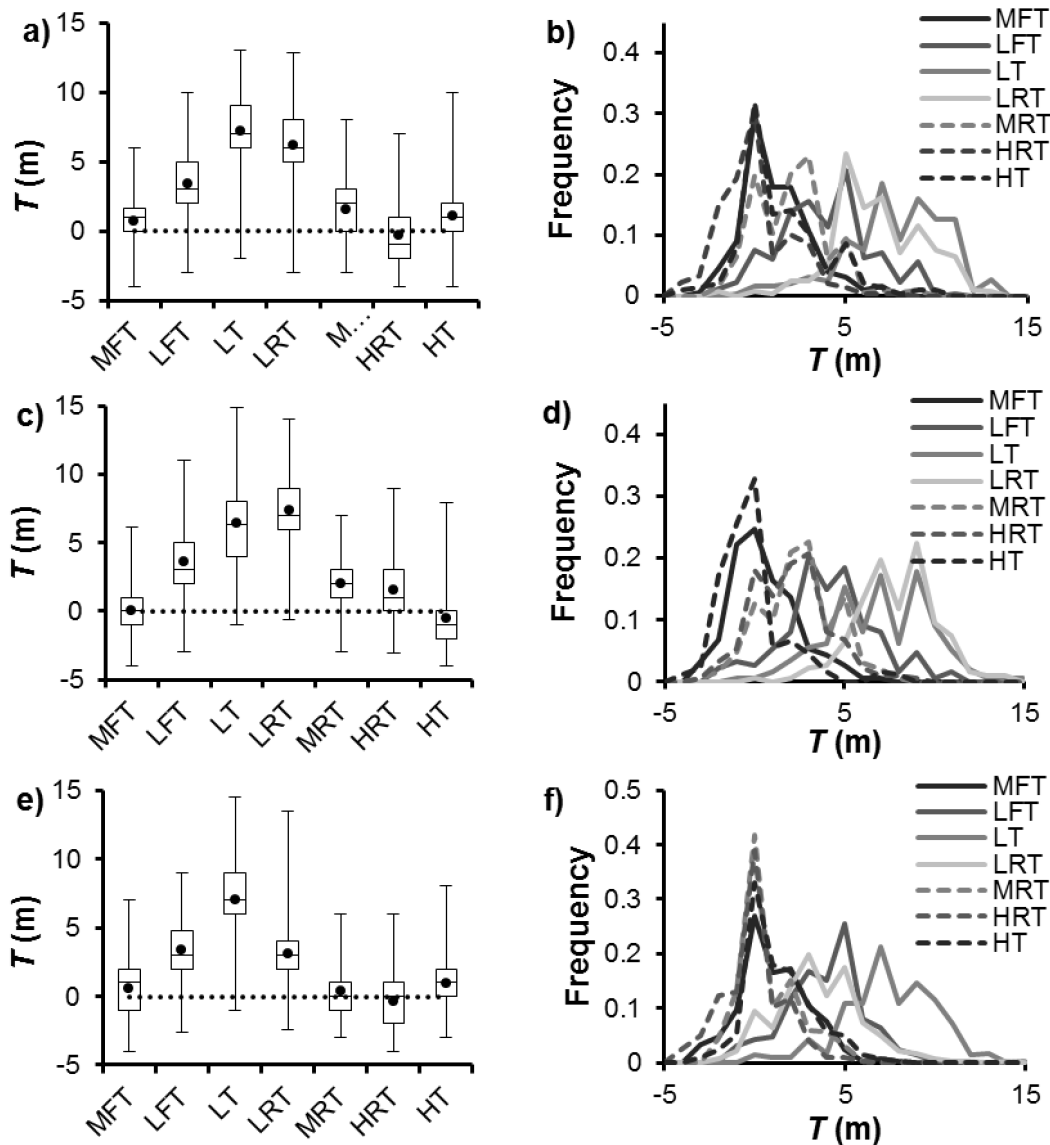 a)
15
10
5
0
-5
T (m)
MFT
LFT
LT
LRT
M...
HRT
HT
b)
0.4
0.3
0.2
0.1
0
Frequency
-5
5
15
T (m)
MFT
LFT
LT
LRT
MRT
HRT
HT
c)
15
10
5
0
-5
T (m)
MFT
LFT
LT
LRT
MRT
HRT
HT
d)
0.4
0.3
0.2
0.1
0
Frequency
-5
5
15
T (m)
MFT
LFT
LT
LRT
MRT
HRT
HT
e)
15
10
5
0
-5
T (m)
MFT
LFT
LT
LRT
MRT
HRT
HT
f)
0.5
0.4
0.3
0.2
0.1
0
Frequency
-5
5
15
T (m)
MFT
LFT
LT
LRT
MRT
HRT
HT